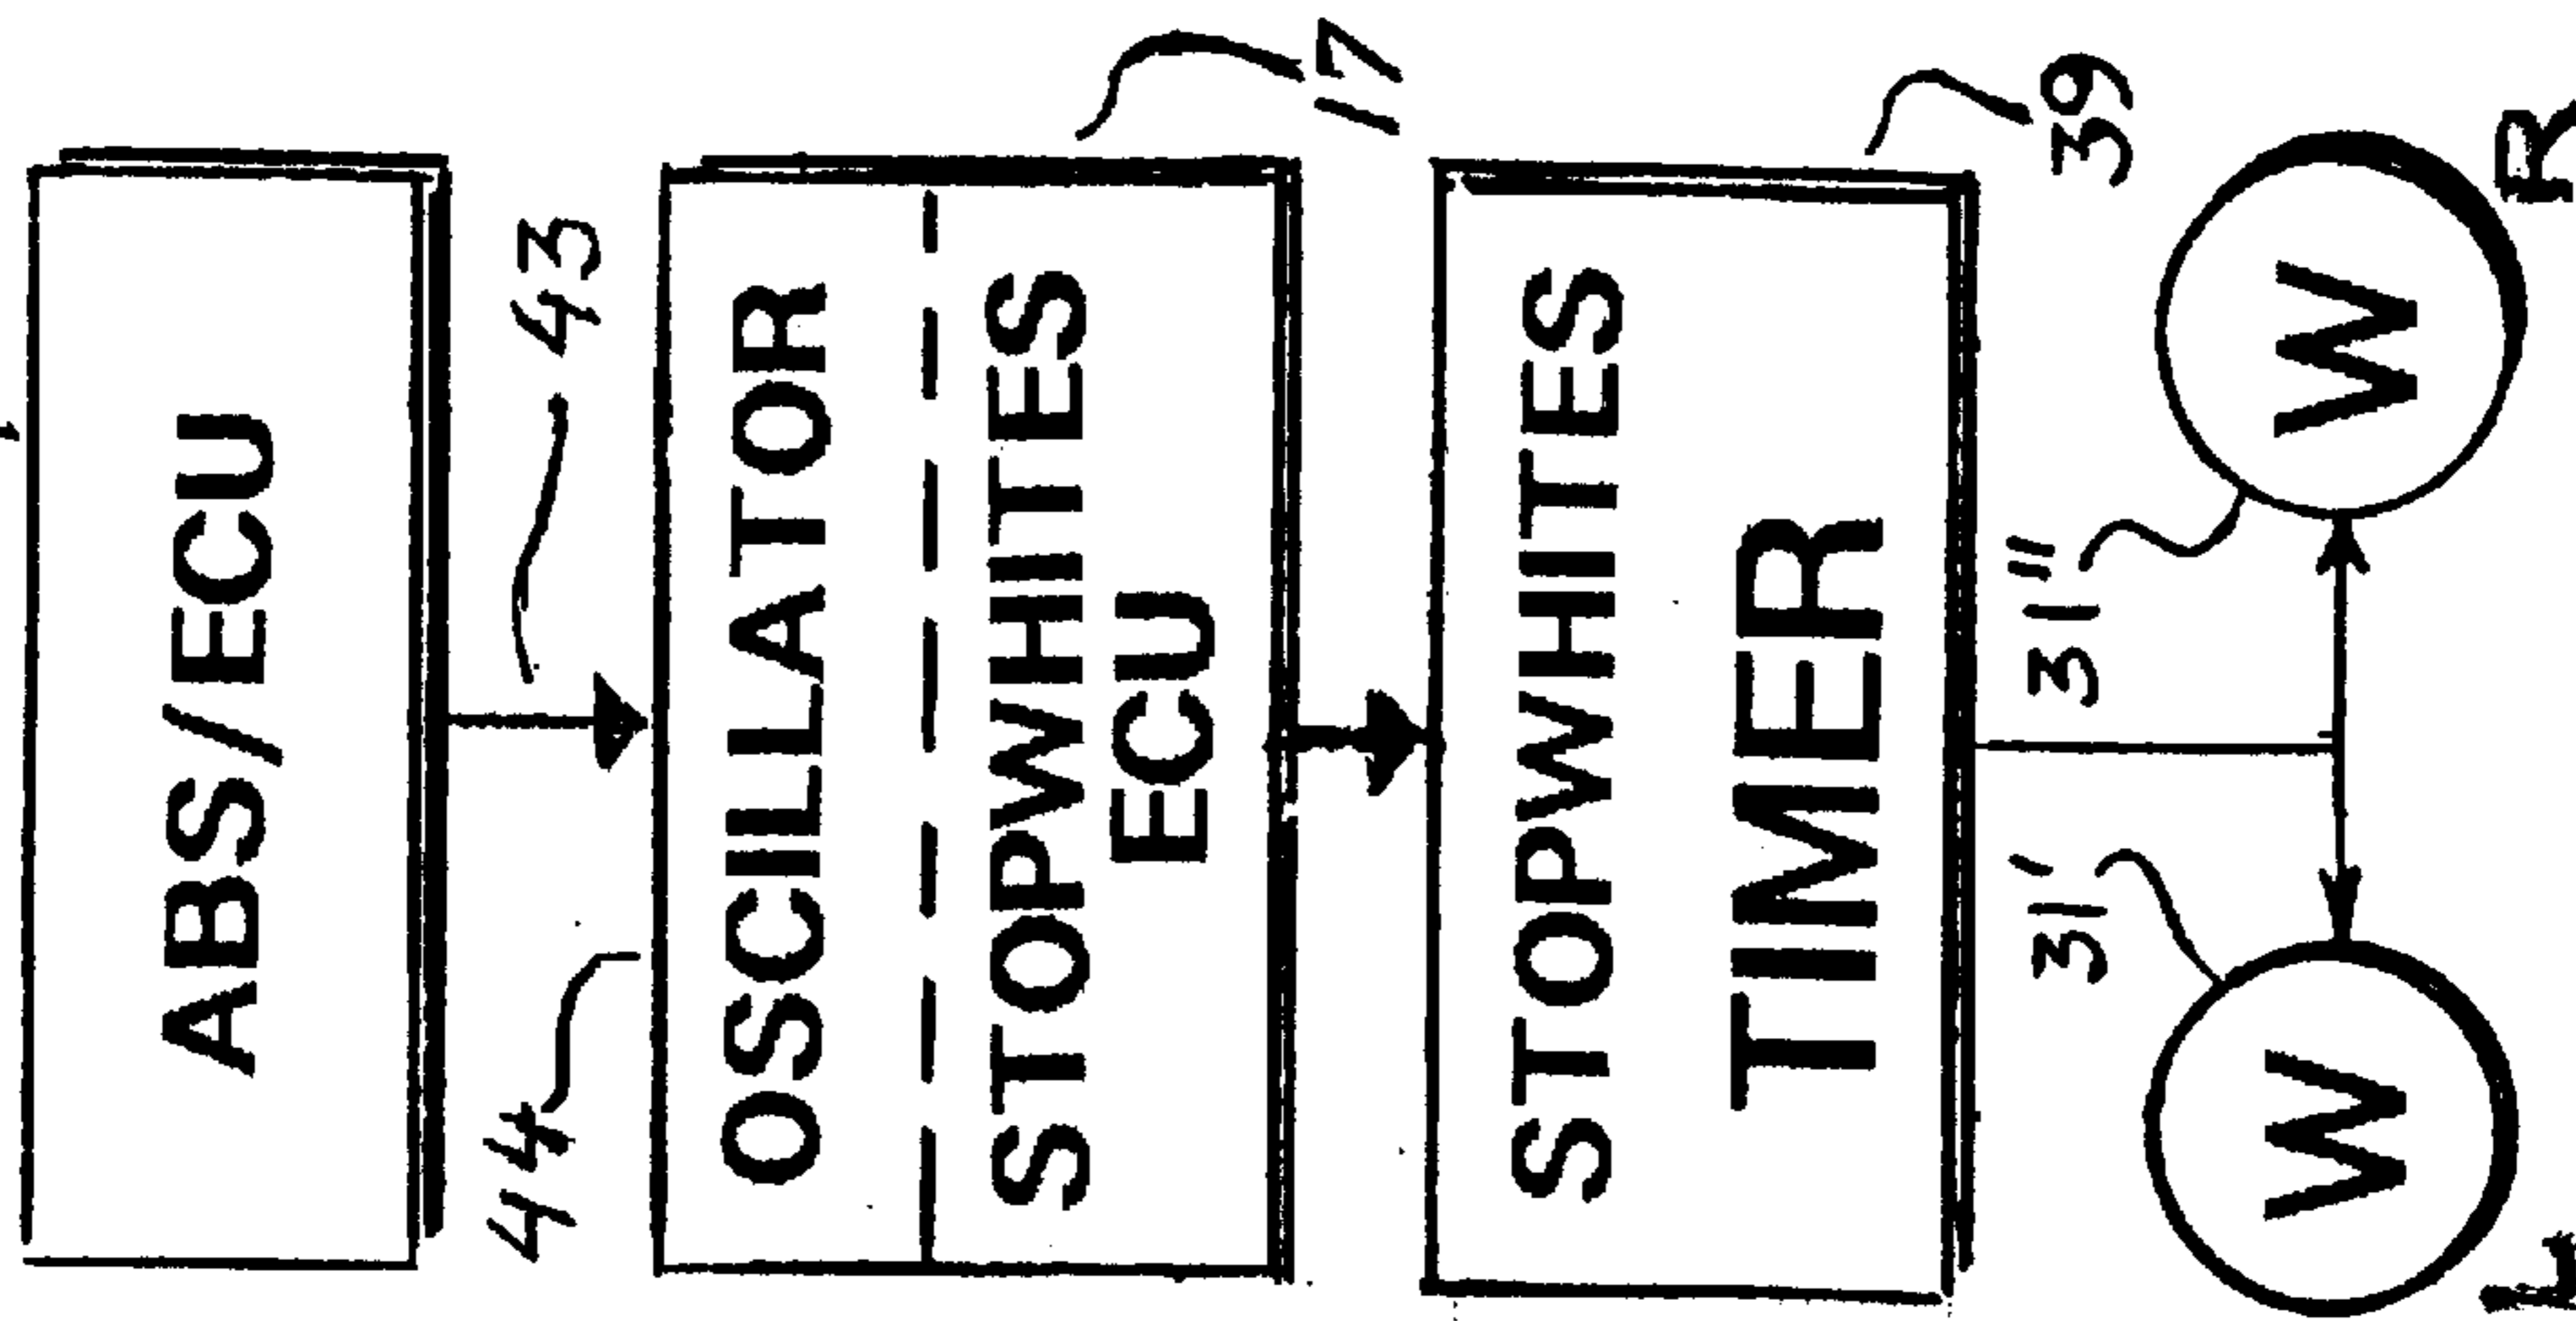 ABS/ECU
43
44
OSCILLATOR
17
STOPWHITES
ECU
STOPWHITES
TIMER
39
31'
31"
W
W
L
R